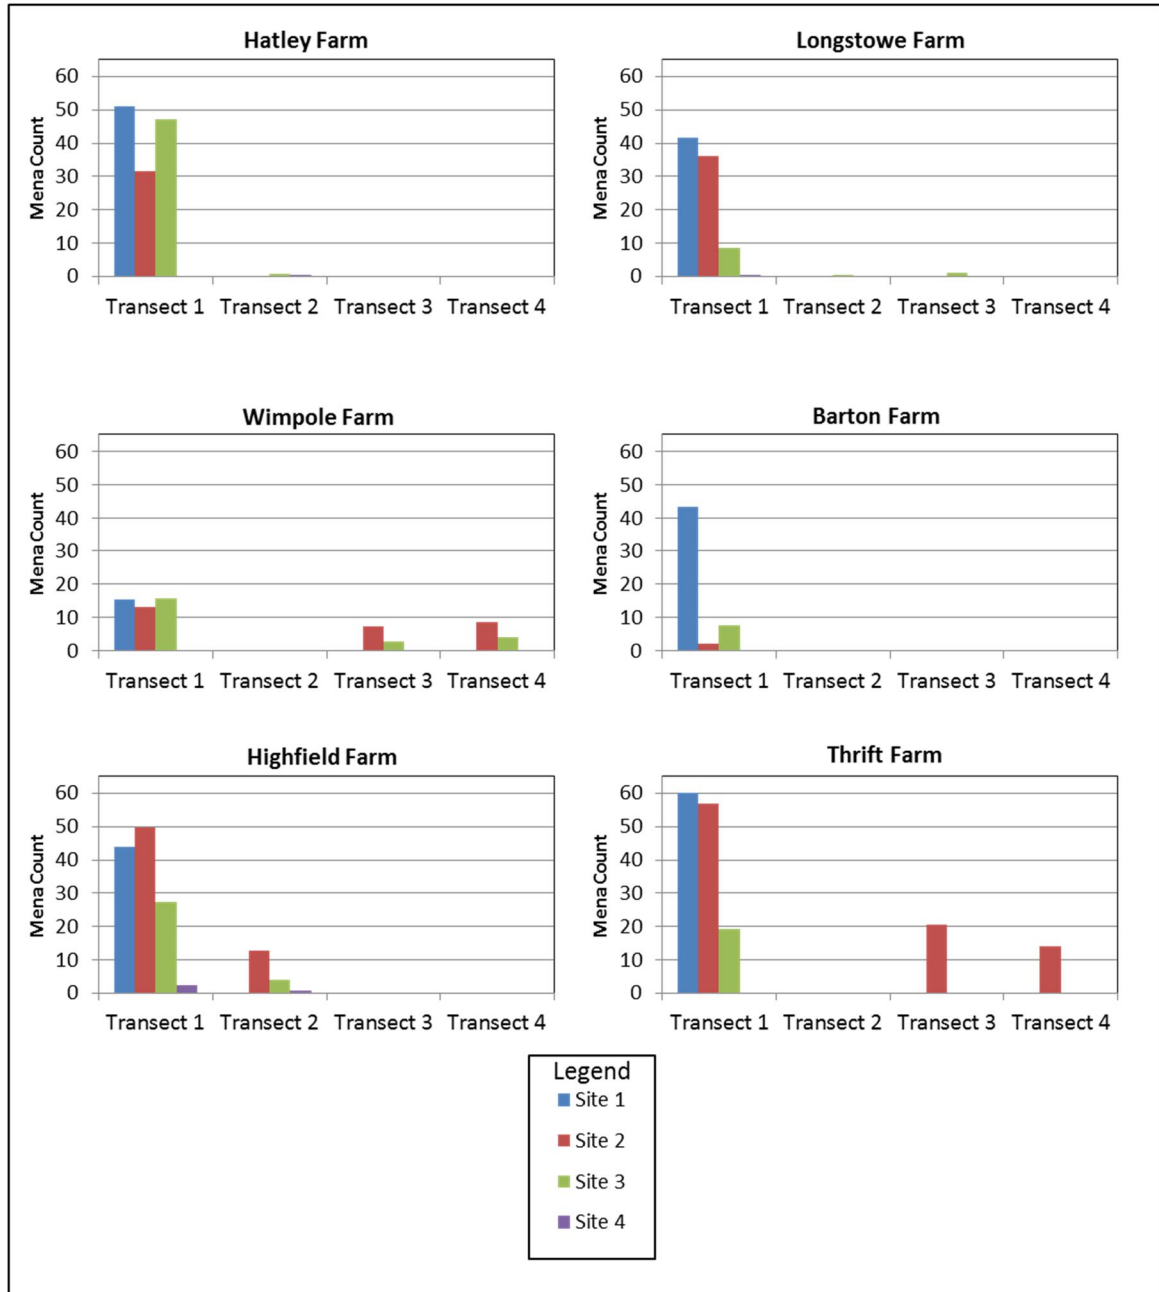 Hatley Farm
Mena Count
60
50
40
30
20
10
0
Transect 1 Transect 2 Transect 3 Transect 4
Longstowe Farm
Mena Count
60
50
40
30
20
10
0
Transect 1 Transect 2 Transect 3 Transect 4
Wimpole Farm
Mena Count
60
50
40
30
20
10
0
Transect 1 Transect 2 Transect 3 Transect 4
Barton Farm
Mena Count
60
50
40
30
20
10
0
Transect 1 Transect 2 Transect 3 Transect 4
Highfield Farm
Mena Count
60
50
40
30
20
10
0
Transect 1 Transect 2 Transect 3 Transect 4
Thrift Farm
Mena Count
60
50
40
30
20
10
0
Transect 1 Transect 2 Transect 3 Transect 4
Legend
Site 1
Site 2
Site 3
Site 4